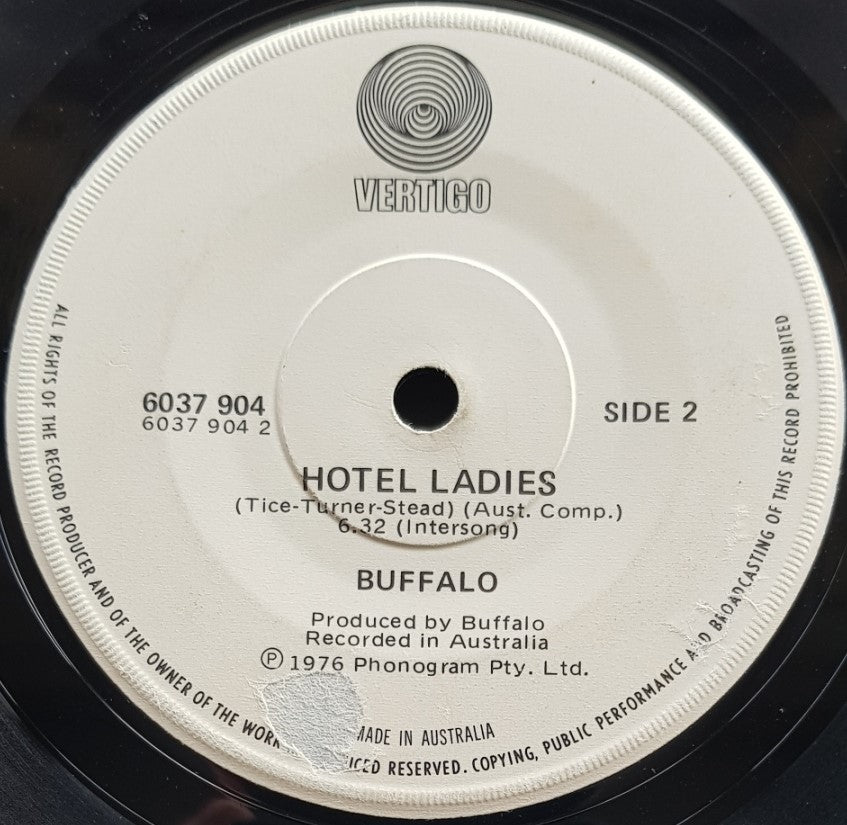 VERTIGO
6037 904
6037 904 2
SIDE 2
HOTEL LADIES
(Tice-Turner-Stead) (Aust. Comp.)
6.32 (Intersong)
BUFFALO
Produced by Buffalo
Recorded in Australia
Ⓟ 1976 Phonogram Pty. Ltd.
MADE IN AUSTRALIA
ALL RIGHTS OF THE RECORD PRODUCER AND OF THE OWNER OF THE WORK RESERVED. COPYING, PUBLIC PERFORMANCE AND BROADCASTING OF THIS RECORD PROHIBITED